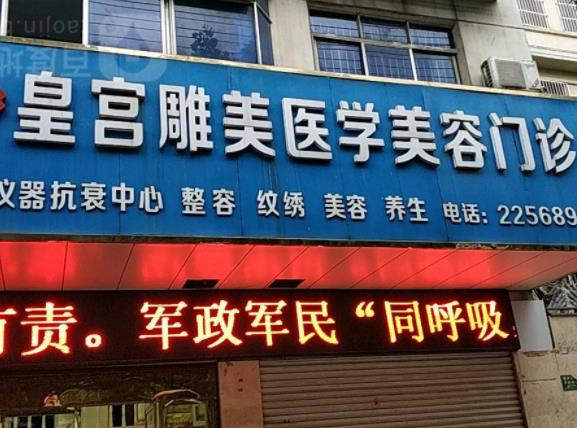 皇宫雕美医学美容门诊
仪器抗衰中心 整容 纹绣 美容 养生 电话：225689
有责。军政军民“同呼吸